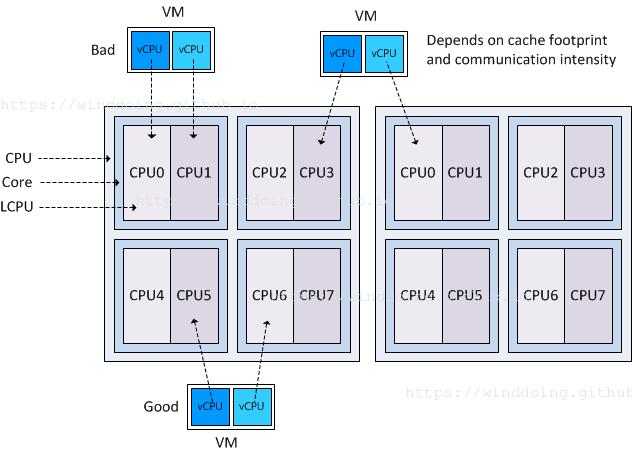 VM
VM
Bad
vCPU
vCPU
vCPU
vCPU
Depends on cache footprint
and communication intensity
https://winddoing.github.io
CPU
Core
LCPU
CPU0
CPU1
CPU2
CPU3
CPU0
CPU1
CPU2
CPU3
CPU4
CPU5
CPU6
CPU7
CPU4
CPU5
CPU6
CPU7
https://winddoing.github
Good
vCPU
vCPU
VM